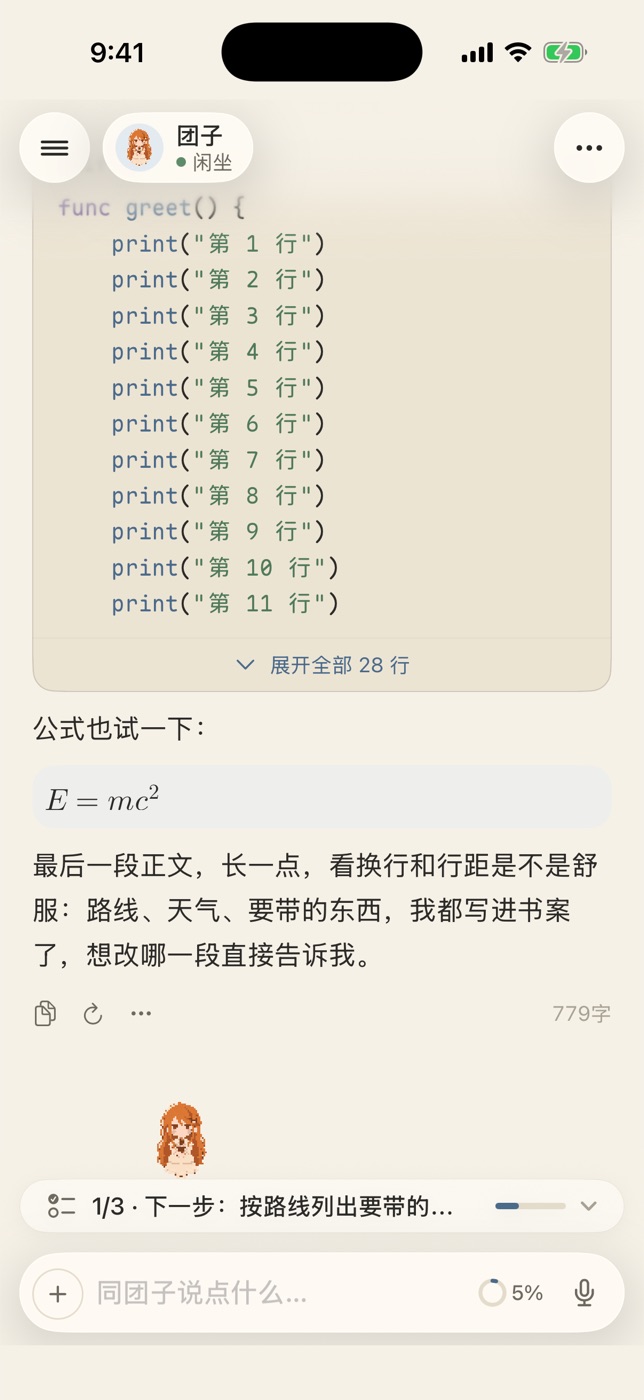 9:41
团子
闲坐
func greet() {
    print("第 1 行")
    print("第 2 行")
    print("第 3 行")
    print("第 4 行")
    print("第 5 行")
    print("第 6 行")
    print("第 7 行")
    print("第 8 行")
    print("第 9 行")
    print("第 10 行")
    print("第 11 行")
展开全部 28 行
公式也试一下：
E = mc²
最后一段正文，长一点，看换行和行距是不是舒
服：路线、天气、要带的东西，我都写进书案
了，想改哪一段直接告诉我。
779字
1/3 · 下一步：按路线列出要带的…
同团子说点什么…
5%